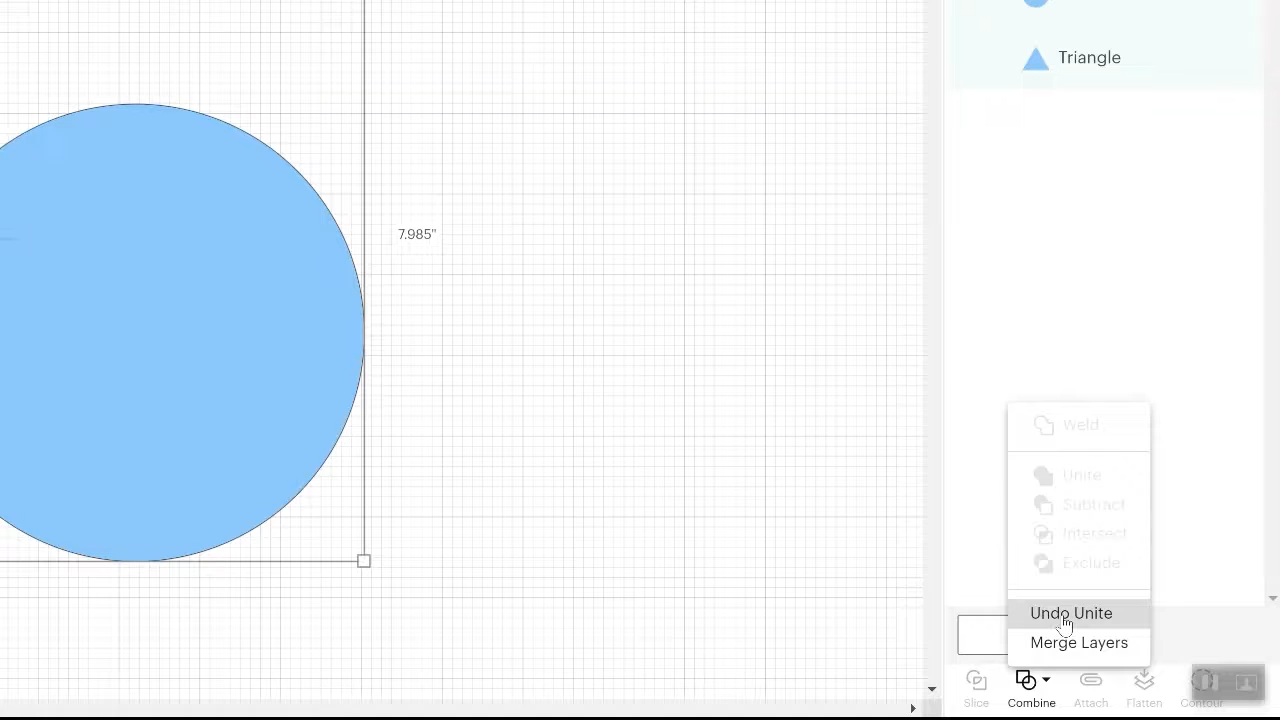 Triangle
7.985"
Weld
Unite
Subtract
Intersect
Exclude
Undo Unite
Merge Layers
Slice
Combine
Attach
Flatten
Contour